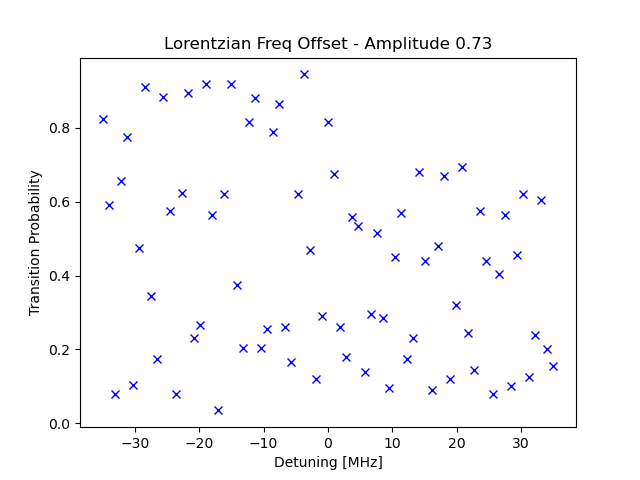 Lorentzian Freq Offset - Amplitude 0.73
Transition Probability
0.8
0.6
0.4
0.2
0.0
−30 −20 −10 0 10 20 30
Detuning [MHz]